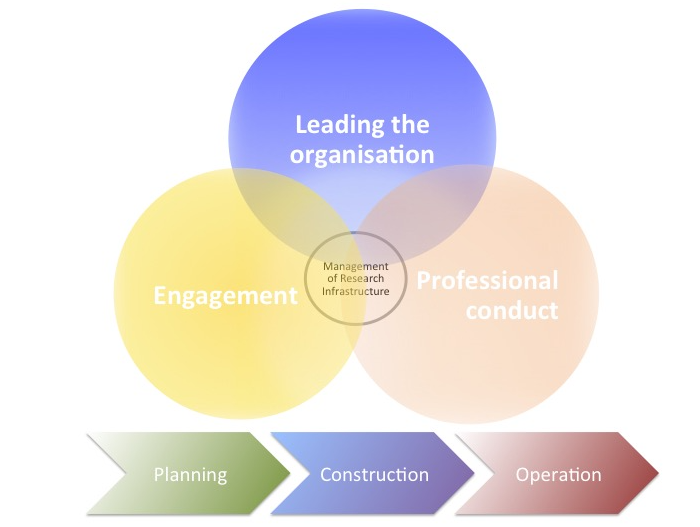 Leading the
organisation
Engagement
Management
of Research
Infrastructure
Professional
conduct
Planning
Construction
Operation